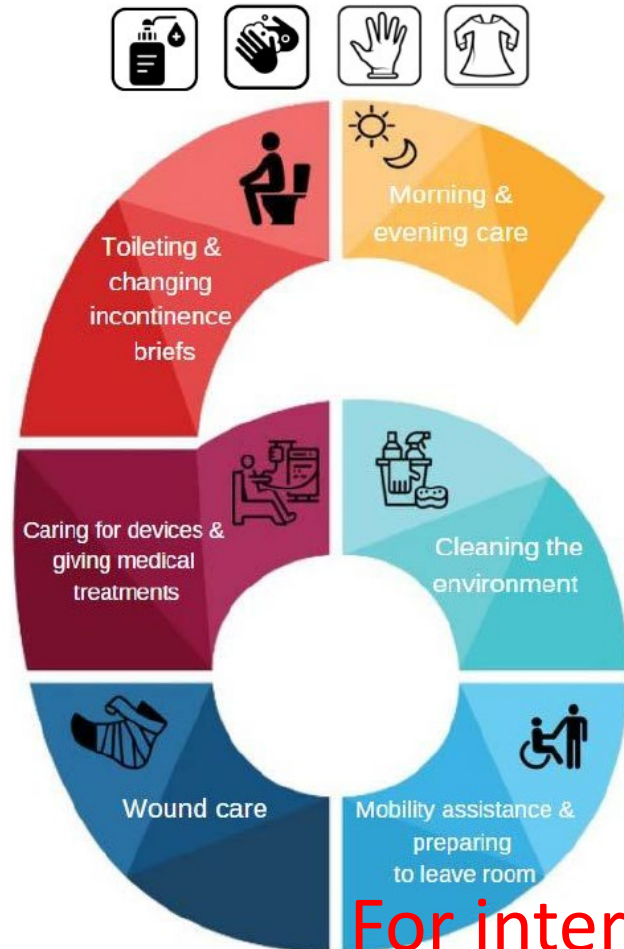 Morning &
evening care
Toileting &
changing
incontinence
briefs
Caring for devices &
giving medical
treatments
Cleaning the
environment
Wound care
Mobility assistance &
preparing
to leave room
For inter